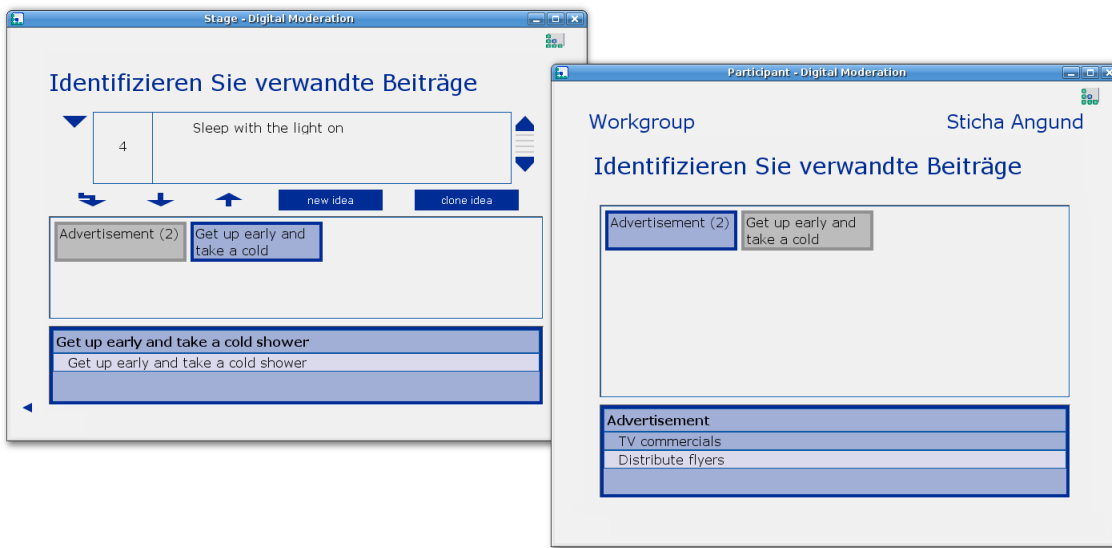 Stage - Digital Moderation
Identifizieren Sie verwandte Beiträge
Sleep with the light on
4
new idea
clone idea
Advertisement (2)
Get up early and
take a cold
Get up early and take a cold shower
Get up early and take a cold shower
Participant - Digital Moderation
Workgroup
Sticha Angund
Identifizieren Sie verwandte Beiträge
Advertisement (2)
Get up early and
take a cold
Advertisement
TV commercials
Distribute flyers